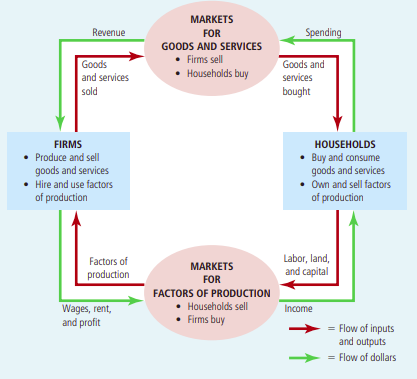 MARKETS
FOR
GOODS AND SERVICES
• Firms sell
• Households buy
Revenue
Spending
Goods
and services
sold
Goods and
services
bought
FIRMS
• Produce and sell
goods and services
• Hire and use factors
of production
HOUSEHOLDS
• Buy and consume
goods and services
• Own and sell factors
of production
Factors of
production
Labor, land,
and capital
MARKETS
FOR
FACTORS OF PRODUCTION
• Households sell
• Firms buy
Wages, rent,
and profit
Income
= Flow of inputs
and outputs
= Flow of dollars